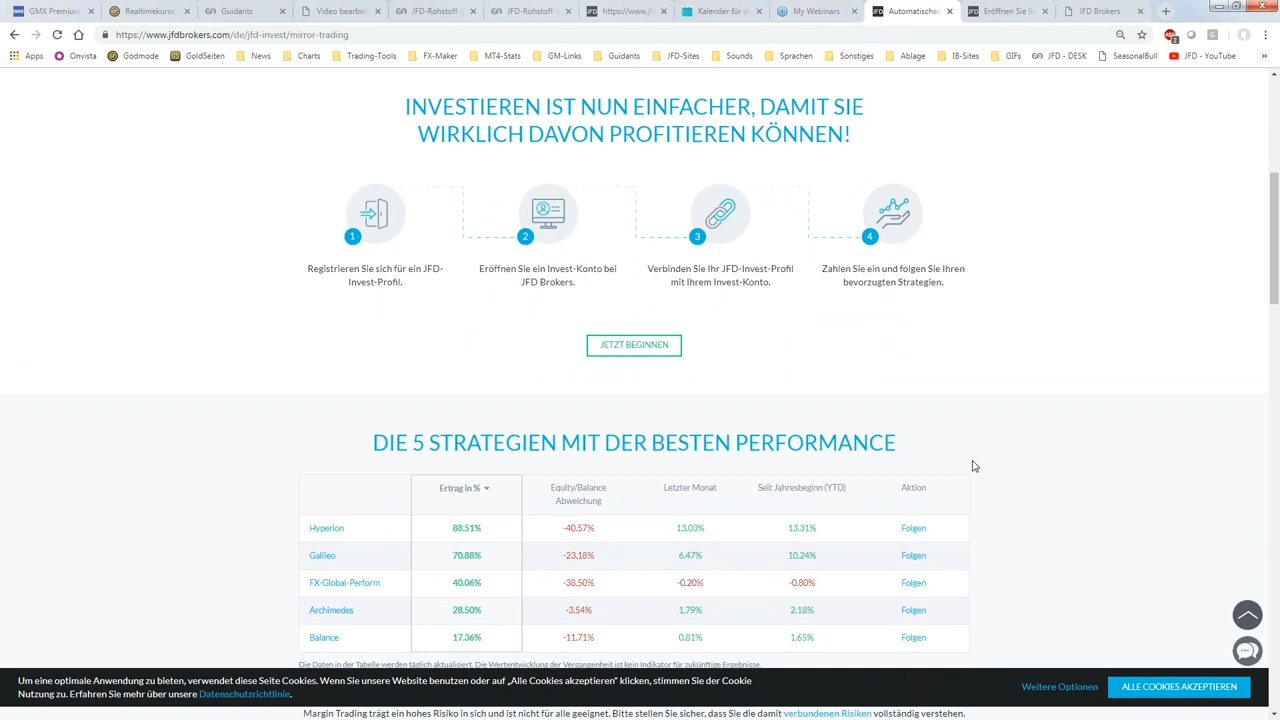 GMX Premium
Realtimekurse
Guidants
Video bearbe
JFD-Rohstoff-
JFD-Rohstoff-
https://www.j
Kalender für d
My Webinars
Automatische
Eröffnen Sie Ih
JFD Brokers
https://www.jfdbrokers.com/de/jfd-invest/mirror-trading
Apps Onvista Godmode GoldSeiten News Charts Trading-Tools FX-Maker MT4-Stats GM-Links Guidants JFD-Sites Sounds Sprachen Sonstiges Ablage IB-Sites GIFs JFD - DESK SeasonalBull JFD - YouTube »
INVESTIEREN IST NUN EINFACHER, DAMIT SIE
WIRKLICH DAVON PROFITIEREN KÖNNEN!
1 2 3 4
Registrieren Sie sich für ein JFD-
Invest-Profil.
Eröffnen Sie ein Invest-Konto bei
JFD Brokers.
Verbinden Sie Ihr JFD-Invest-Profil
mit Ihrem Invest-Konto.
Zahlen Sie ein und folgen Sie Ihren
bevorzugten Strategien.
JETZT BEGINNEN
DIE 5 STRATEGIEN MIT DER BESTEN PERFORMANCE
Ertrag in %
Equity/Balance
Abweichung
Letzter Monat
Seit Jahresbeginn (YTD)
Aktion
Hyperion 88.51% -40.57% 13.03% 13.31% Folgen
Galileo 70.88% -23.18% 6.47% 10.24% Folgen
FX-Global-Perform 40.06% -38.50% -0.20% -0.80% Folgen
Archimedes 28.50% -3.54% 1.79% 2.18% Folgen
Balance 17.36% -11.71% 0.81% 1.65% Folgen
Die Daten in der Tabelle werden täglich aktualisiert. Die Wertentwicklung der Vergangenheit ist kein Indikator für zukünftige Ergebnisse.
Um eine optimale Anwendung zu bieten, verwendet diese Seite Cookies. Wenn Sie unsere Website benutzen oder auf „Alle Cookies akzeptieren" klicken, stimmen Sie der Cookie
Nutzung zu. Erfahren Sie mehr über unsere Datenschutzrichtlinie.
Weitere Optionen
ALLE COOKIES AKZEPTIEREN
Margin Trading trägt ein hohes Risiko in sich und ist nicht für alle geeignet. Bitte stellen Sie sicher, dass Sie die damit verbundenen Risiken vollständig verstehen.